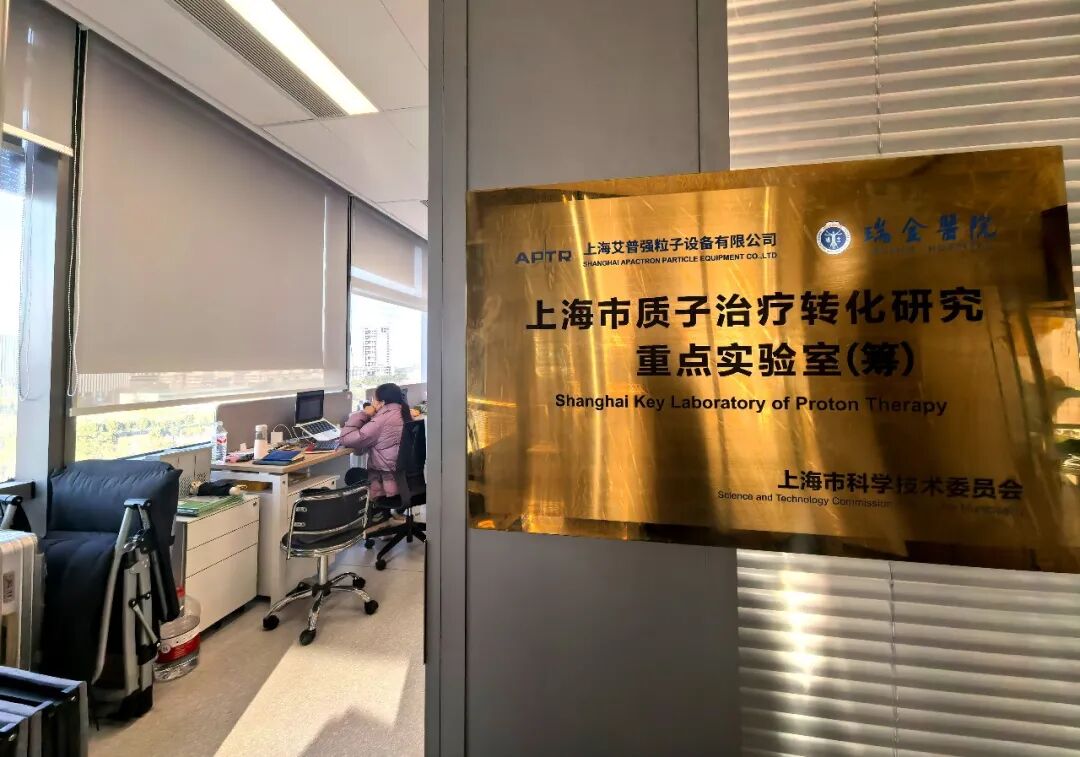 APTR 上海艾普强粒子设备有限公司
SHANGHAI APACTRON PARTICLE EQUIPMENT CO.,LTD
瑞金醫院
上海市质子治疗转化研究
重点实验室(筹)
Shanghai Key Laboratory of Proton Therapy
上海市科学技术委员会
Science and Technology Commission
Municipality